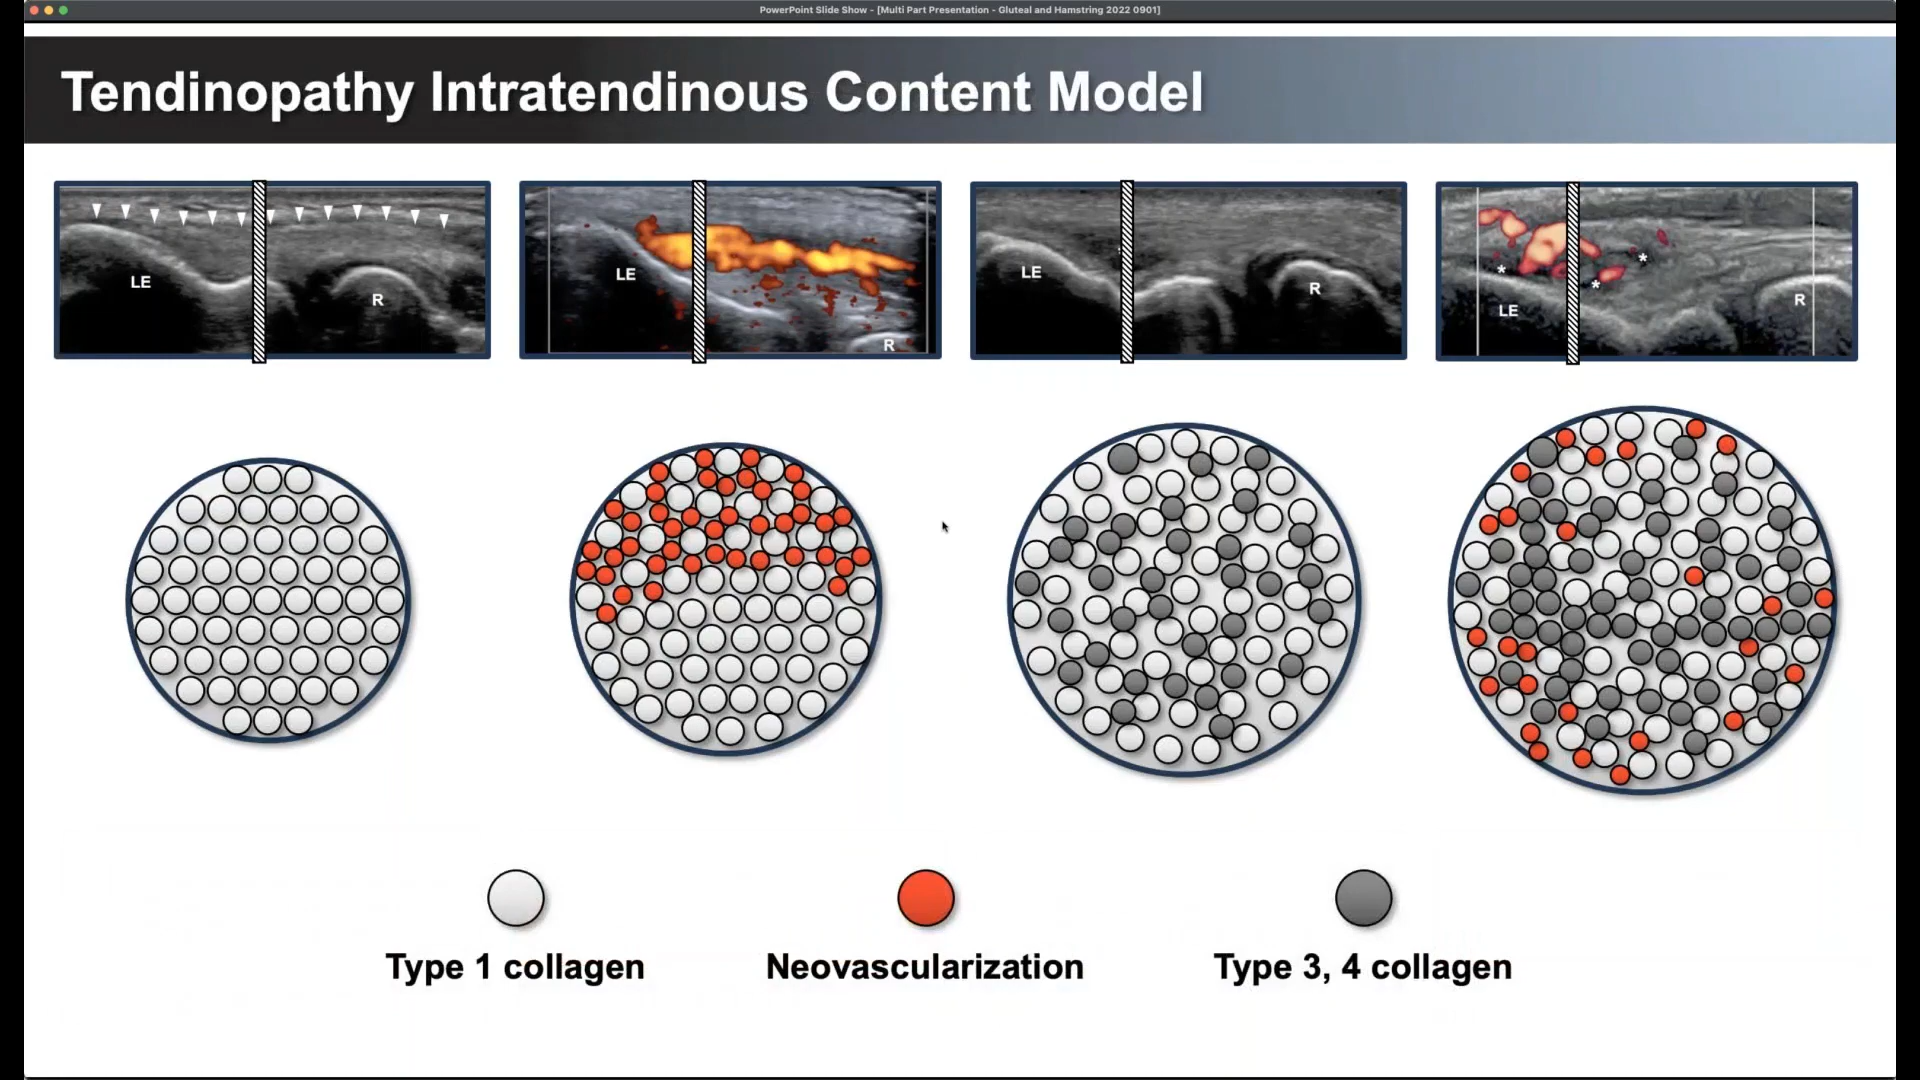 PowerPoint Slide Show - [Multi Part Presentation - Gluteal and Hamstring 2022 0901]
Tendinopathy Intratendinous Content Model
LE
R
LE
R
LE
R
*
*
*
LE
R
Type 1 collagen
Neovascularization
Type 3, 4 collagen